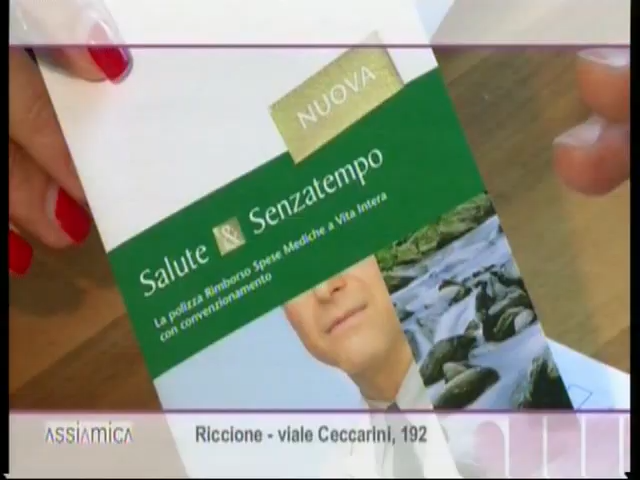 NUOVA
Salute & Senzatempo
La polizza Rimborso Spese Mediche a Vita Intera
con convenzionamento
ASSIAMICA
Riccione - viale Ceccarini, 192